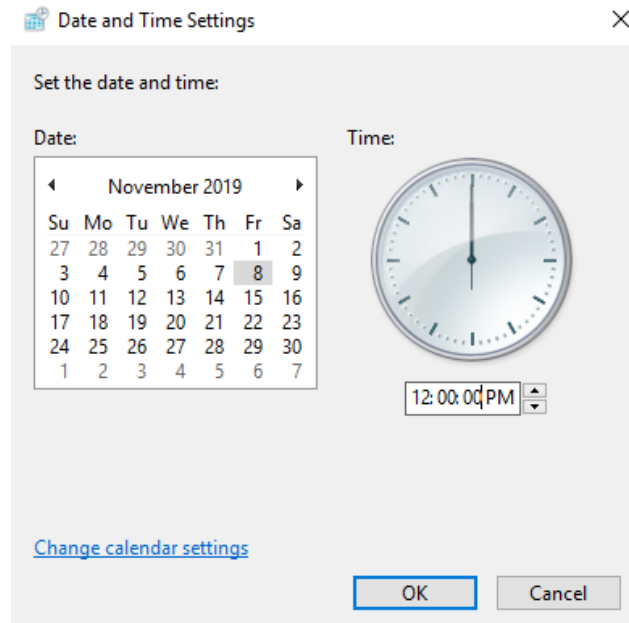 Date and Time Settings
Set the date and time:
Date:
Time:
November 2019
Su Mo Tu We Th Fr Sa
27 28 29 30 31 1 2
3 4 5 6 7 8 9
10 11 12 13 14 15 16
17 18 19 20 21 22 23
24 25 26 27 28 29 30
1 2 3 4 5 6 7
12:00:00 PM
Change calendar settings
OK Cancel